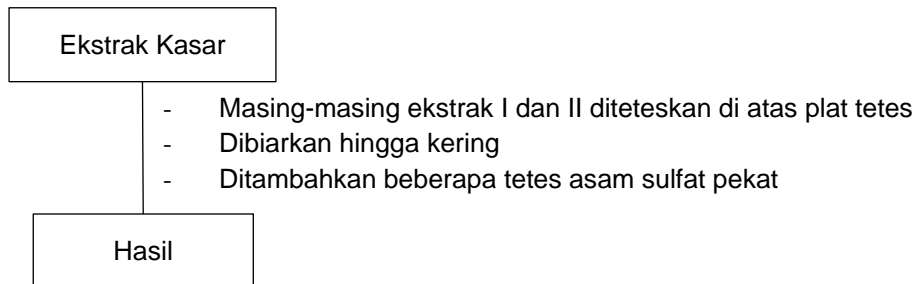 Ekstrak Kasar
- Masing-masing ekstrak I dan II diteteskan di atas plat tetes
- Dibiarkan hingga kering
- Ditambahkan beberapa tetes asam sulfat pekat
Hasil